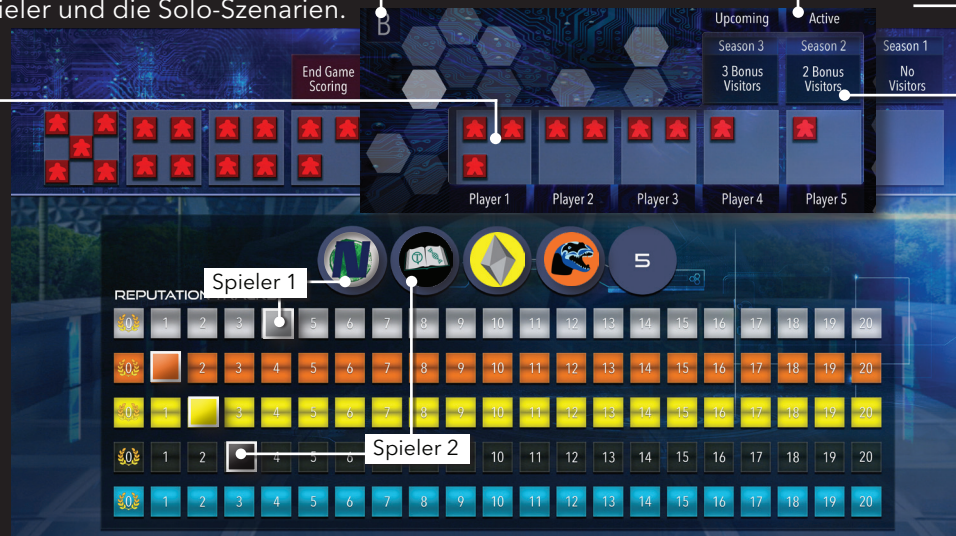 ieler und die Solo-Szenarien.
B
Upcoming Active
Season 3 Season 2 Season 1
3 Bonus Visitors 2 Bonus Visitors No Visitors
End Game Scoring
Player 1 Player 2 Player 3 Player 4 Player 5
N 5
Spieler 1
REPUTATION
0 1 2 3 5 6 7 8 9 10 11 12 13 14 15 16 17 18 19 20
0 2 3 4 5 6 7 8 9 10 11 12 13 14 15 16 17 18 19 20
0 1 3 4 5 6 7 8 9 10 11 12 13 14 15 16 17 18 19 20
Spieler 2
0 1 2 4 5 6 10 11 12 13 14 15 16 17 18 19 20
0 1 2 3 4 5 6 7 8 9 10 11 12 13 14 15 16 17 18 19 20